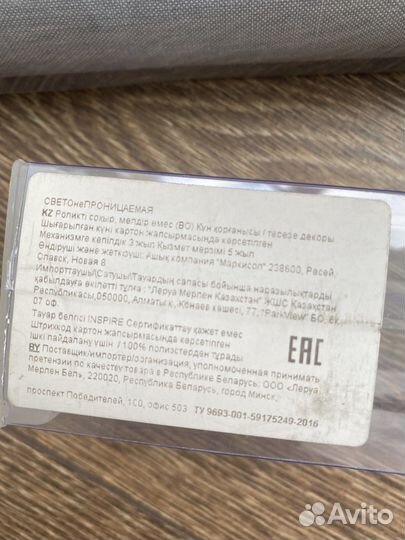 СВЕТОнеПРОНИЦАЕМАЯ
KZ Роликті соқыр, мөлдір емес (BO) Күн қорғанысы / терезе декоры
Шығарылған күні картон жапсырмасында көрсетілген
Механизмге кепілдік 3 жыл Қызмет мерзімі 5 жыл
Өндіруші және жеткізуші: Ашық компания "Маркисол" 238600, Ресей,
Славск, Новая 8
Импорттаушы\Сатушы\Тауардың сапасы бойынша наразылықтарды
қабылдауға өкілетті тұлға: "Леруа Мерлен Казахстан" ЖШС Қазақстан
Республикасы,050000, Алматы қ., Қонаев көшесі, 77, "ParkView" БО, 6қ,
07 оф.
Тауар белгісі INSPIRE Сертификаттау қажет емес
Штрихкод картон жапсырмасында көрсетілген
Ішкі пайдалану үшін / 100% полиэстерден тұрады
BY Поставщик/импортер/организация, уполномоченная принимать
претензии по качеству товара в Республике Беларусь: ООО «Леруа
Мерлен Бел», 220020, Республика Беларусь, город Минск,
проспект Победителей, 100, офис 503 ТУ 9693-001-59175249-2016
EAC
Avito